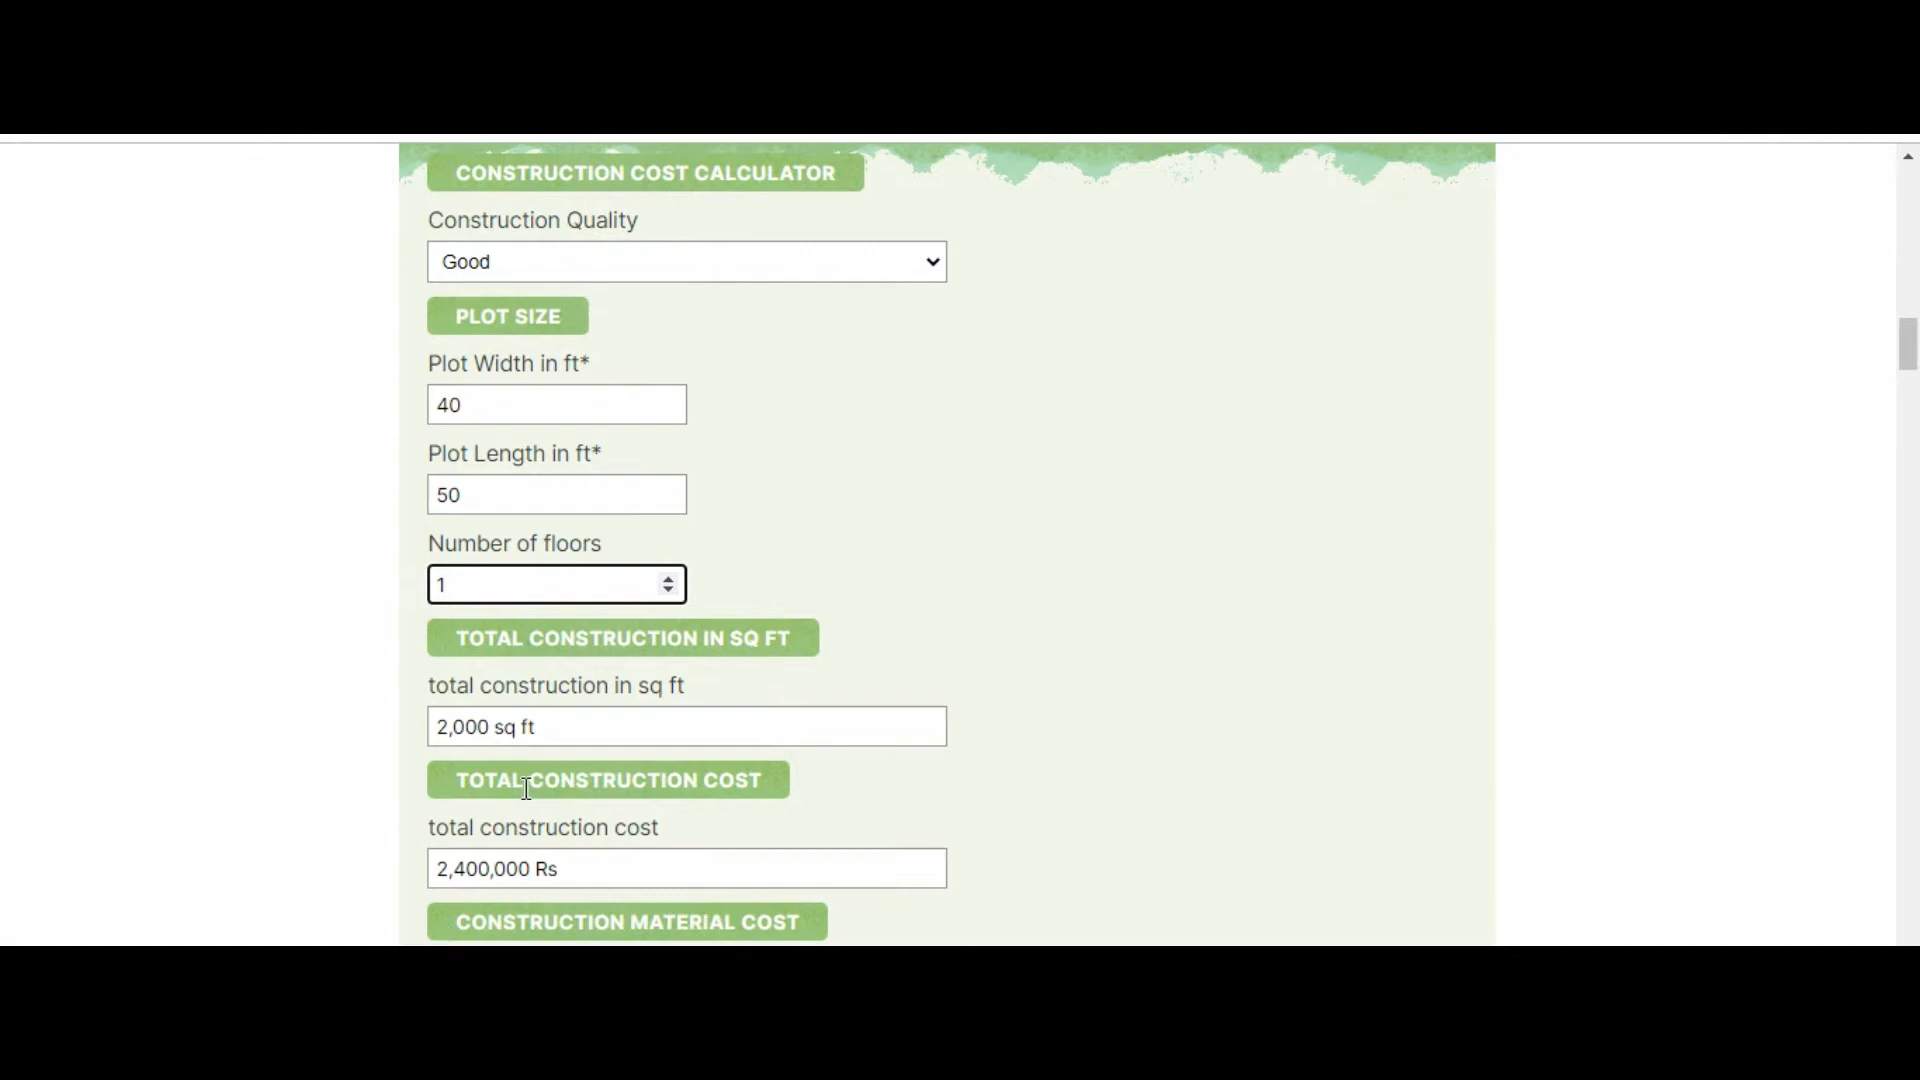 CONSTRUCTION COST CALCULATOR
Construction Quality
Good
PLOT SIZE
Plot Width in ft*
40
Plot Length in ft*
50
Number of floors
1
TOTAL CONSTRUCTION IN SQ FT
total construction in sq ft
2,000 sq ft
TOTAL CONSTRUCTION COST
total construction cost
2,400,000 Rs
CONSTRUCTION MATERIAL COST